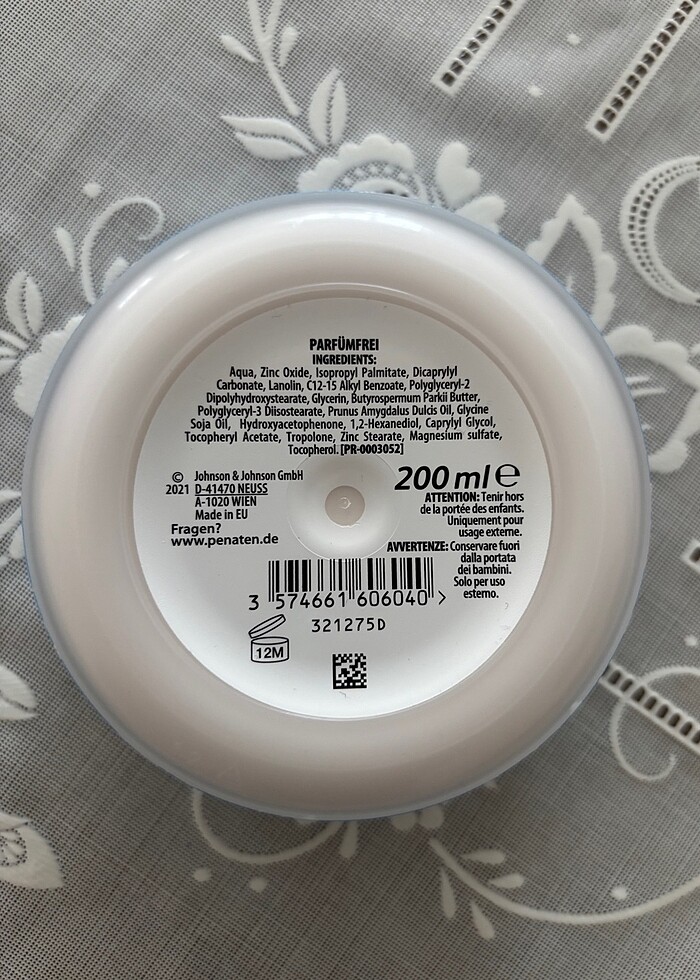 PARFÜMFREI
INGREDIENTS:
Aqua, Zinc Oxide, Isopropyl Palmitate, Dicaprylyl
Carbonate, Lanolin, C12-15 Alkyl Benzoate, Polyglyceryl-2
Dipolyhydroxystearate, Glycerin, Butyrospermum Parkii Butter,
Polyglyceryl-3 Diisostearate, Prunus Amygdalus Dulcis Oil, Glycine
Soja Oil, Hydroxyacetophenone, 1,2-Hexanediol, Caprylyl Glycol,
Tocopheryl Acetate, Tropolone, Zinc Stearate, Magnesium sulfate,
Tocopherol. [PR-0003052]
© Johnson & Johnson GmbH
2021 D-41470 NEUSS
A-1020 WIEN
Made in EU
Fragen?
www.penaten.de
200 ml ℮
ATTENTION: Tenir hors
de la portée des enfants.
Uniquement pour
usage externe.
AVVERTENZE: Conservare fuori
dalla portata
dei bambini.
Solo per uso
esterno.
3 574661 606040 >
321275D
12M